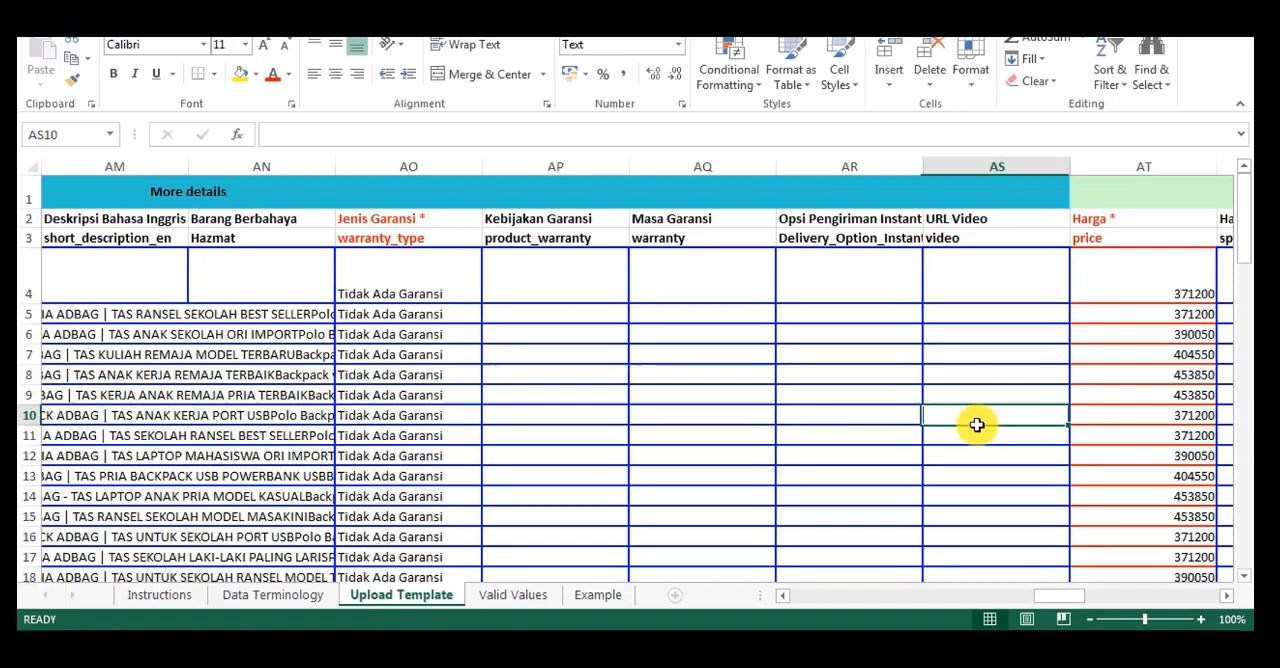 Calibri 11 A A Wrap Text Text AutoSum
Paste B I U A Merge & Center % , Conditional Formatting Format as Table Cell Styles Insert Delete Format Fill Clear Sort & Filter Find & Select
Clipboard Font Alignment Number Styles Cells Editing
AS10 fx
AM AN AO AP AQ AR AS AT
1 More details
2 Deskripsi Bahasa Inggris Barang Berbahaya Jenis Garansi * Kebijakan Garansi Masa Garansi Opsi Pengiriman Instant URL Video Harga * Ha
3 short_description_en Hazmat warranty_type product_warranty warranty Delivery_Option_Instant video price sp
4 Tidak Ada Garansi 371200
5 IA ADBAG | TAS RANSEL SEKOLAH BEST SELLERPolo Tidak Ada Garansi 371200
6 A ADBAG | TAS ANAK SEKOLAH ORI IMPORTPolo B Tidak Ada Garansi 390050
7 BAG | TAS KULIAH REMAJA MODEL TERBARUBackpa Tidak Ada Garansi 404550
8 BAG | TAS ANAK KERJA REMAJA TERBAIKBackpack Tidak Ada Garansi 453850
9 BAG | TAS KERJA ANAK REMAJA PRIA TERBAIKBack Tidak Ada Garansi 453850
10 CK ADBAG | TAS ANAK KERJA PORT USBPolo Backp Tidak Ada Garansi 371200
11 A ADBAG | TAS SEKOLAH RANSEL BEST SELLERPolo Tidak Ada Garansi 371200
12 IA ADBAG | TAS LAPTOP MAHASISWA ORI IMPORT Tidak Ada Garansi 390050
13 BAG | TAS PRIA BACKPACK USB POWERBANK USBB Tidak Ada Garansi 404550
14 BAG - TAS LAPTOP ANAK PRIA MODEL KASUALBack Tidak Ada Garansi 453850
15 BAG | TAS RANSEL SEKOLAH MODEL MASAKINIBack Tidak Ada Garansi 453850
16 CK ADBAG | TAS UNTUK SEKOLAH PORT USBPolo B Tidak Ada Garansi 371200
17 A ADBAG | TAS SEKOLAH LAKI-LAKI PALING LARISP Tidak Ada Garansi 371200
18 IA ADBAG | TAS UNTUK SEKOLAH RANSEL MODEL T Tidak Ada Garansi 390050
Instructions Data Terminology Upload Template Valid Values Example
READY 100%